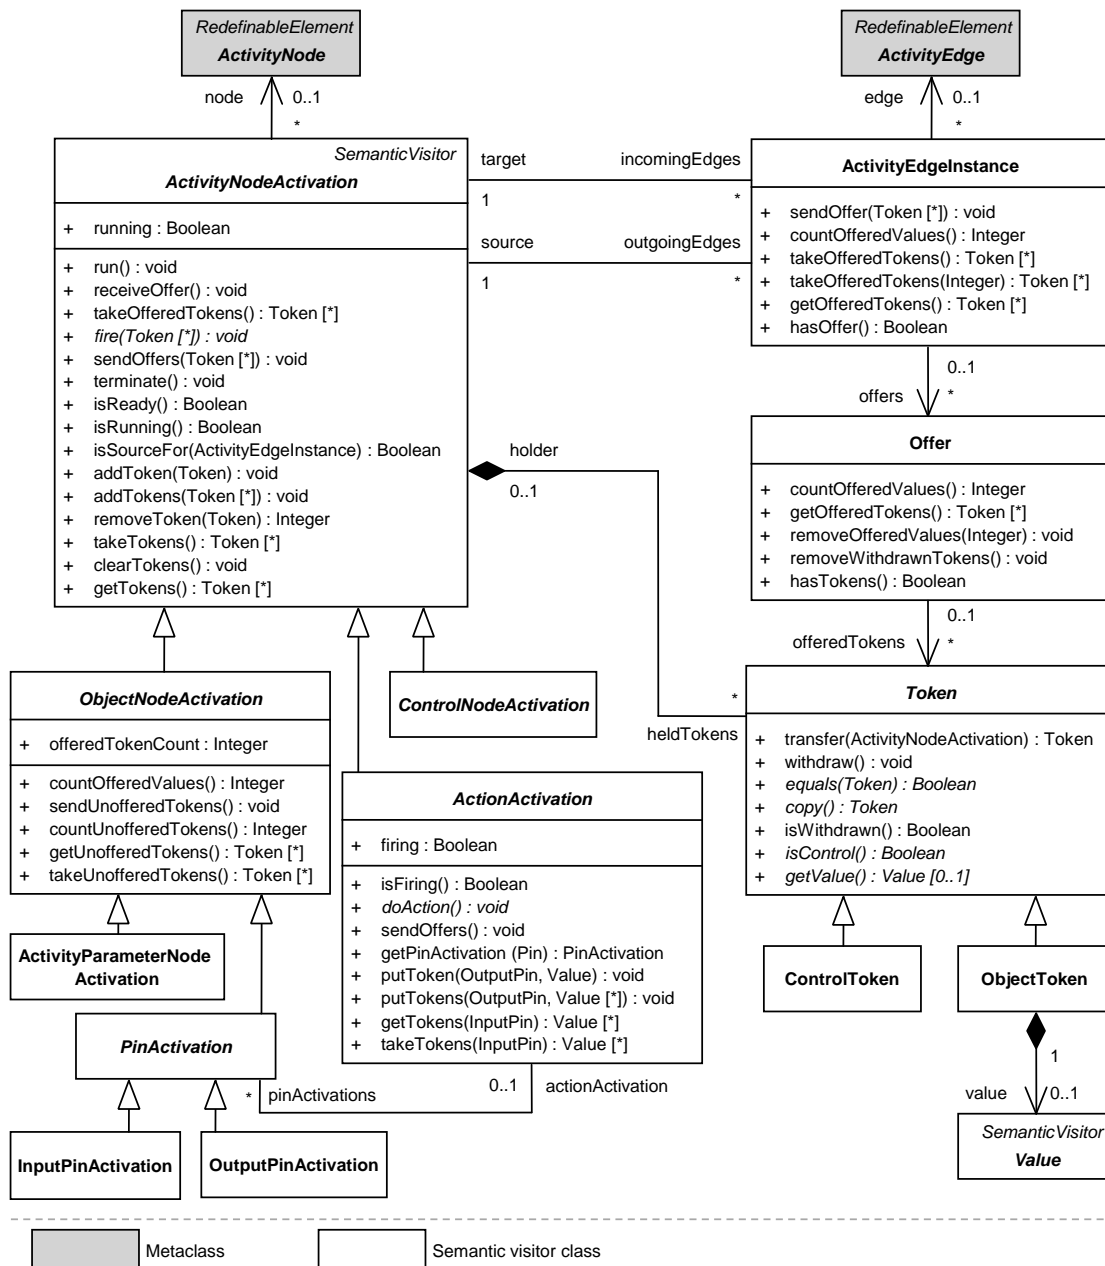 RedefinableElement
ActivityNode
RedefinableElement
ActivityEdge
node
0..1
*
edge
0..1
*
SemanticVisitor
ActivityNodeActivation
+ running : Boolean
+ run() : void
+ receiveOffer() : void
+ takeOfferedTokens() : Token [*]
+ fire(Token [*]) : void
+ sendOffers(Token [*]) : void
+ terminate() : void
+ isReady() : Boolean
+ isRunning() : Boolean
+ isSourceFor(ActivityEdgeInstance) : Boolean
+ addToken(Token) : void
+ addTokens(Token [*]) : void
+ removeToken(Token) : Integer
+ takeTokens() : Token [*]
+ clearTokens() : void
+ getTokens() : Token [*]
target
incomingEdges
1
*
source
outgoingEdges
1
*
ActivityEdgeInstance
+ sendOffer(Token [*]) : void
+ countOfferedValues() : Integer
+ takeOfferedTokens() : Token [*]
+ takeOfferedTokens(Integer) : Token [*]
+ getOfferedTokens() : Token [*]
+ hasOffer() : Boolean
0..1
offers
*
Offer
+ countOfferedValues() : Integer
+ getOfferedTokens() : Token [*]
+ removeOfferedValues(Integer) : void
+ removeWithdrawnTokens() : void
+ hasTokens() : Boolean
holder
0..1
0..1
offeredTokens
*
*
heldTokens
ObjectNodeActivation
+ offeredTokenCount : Integer
+ countOfferedValues() : Integer
+ sendUnofferedTokens() : void
+ countUnofferedTokens() : Integer
+ getUnofferedTokens() : Token [*]
+ takeUnofferedTokens() : Token [*]
ControlNodeActivation
Token
+ transfer(ActivityNodeActivation) : Token
+ withdraw() : void
+ equals(Token) : Boolean
+ copy() : Token
+ isWithdrawn() : Boolean
+ isControl() : Boolean
+ getValue() : Value [0..1]
ActionActivation
+ firing : Boolean
+ isFiring() : Boolean
+ doAction() : void
+ sendOffers() : void
+ getPinActivation (Pin) : PinActivation
+ putToken(OutputPin, Value) : void
+ putTokens(OutputPin, Value [*]) : void
+ getTokens(InputPin) : Value [*]
+ takeTokens(InputPin) : Value [*]
ActivityParameterNode
Activation
PinActivation
ControlToken
ObjectToken
*
pinActivations
0..1
actionActivation
1
value
0..1
InputPinActivation
OutputPinActivation
SemanticVisitor
Value
Metaclass
Semantic visitor class